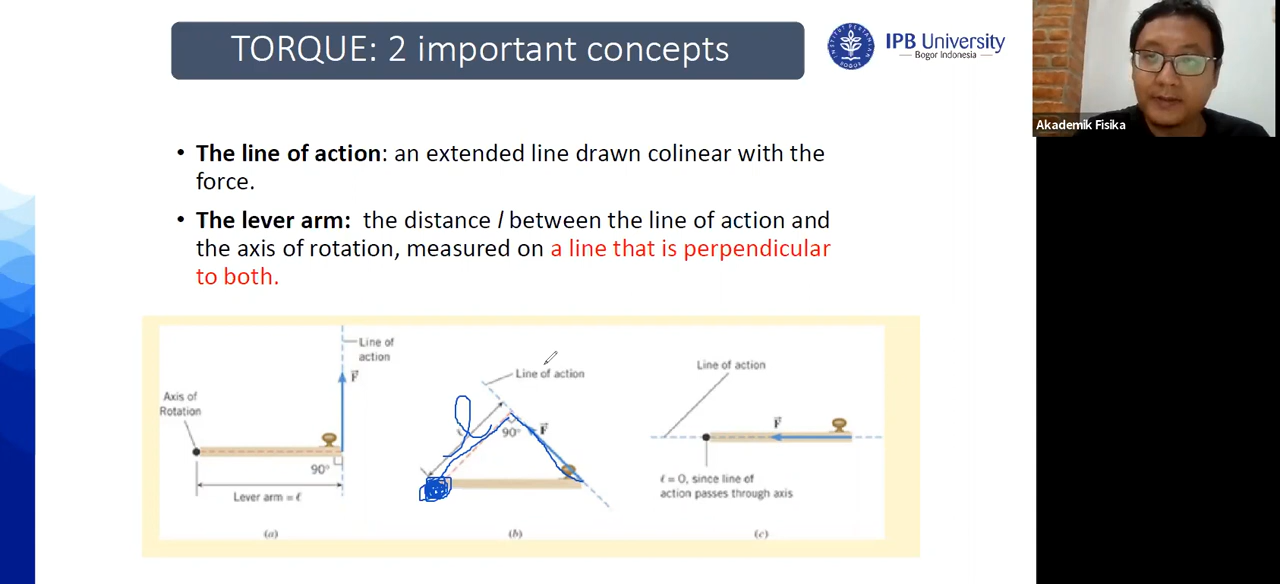 TORQUE: 2 important concepts
IPB University
Bogor Indonesia
Akademik Fisika
• The line of action: an extended line drawn colinear with the
force.
• The lever arm: the distance l between the line of action and
the axis of rotation, measured on a line that is perpendicular
to both.
Line of
action
F
Axis of
Rotation
90°
Lever arm = ℓ
(a)
Line of action
F
90°
l
(b)
Line of action
F
ℓ = 0, since line of
action passes through axis
(c)